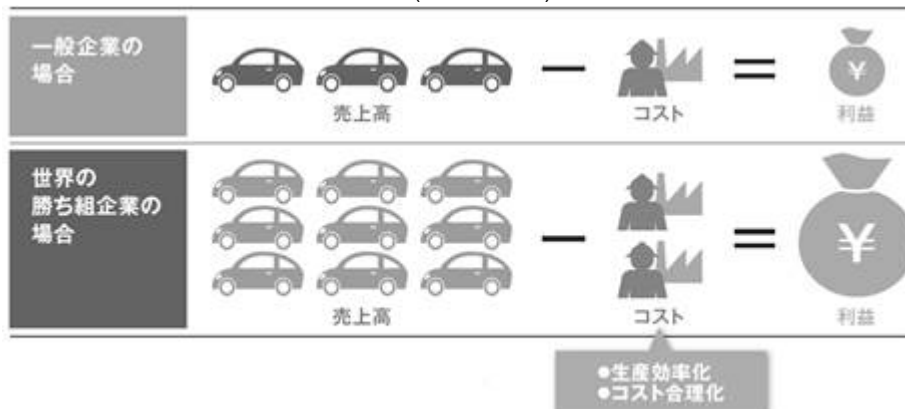 一般企業の
場合
売上高
コスト
¥
利益
世界の
勝ち組企業の
場合
売上高
コスト
¥
利益
●生産効率化
●コスト合理化